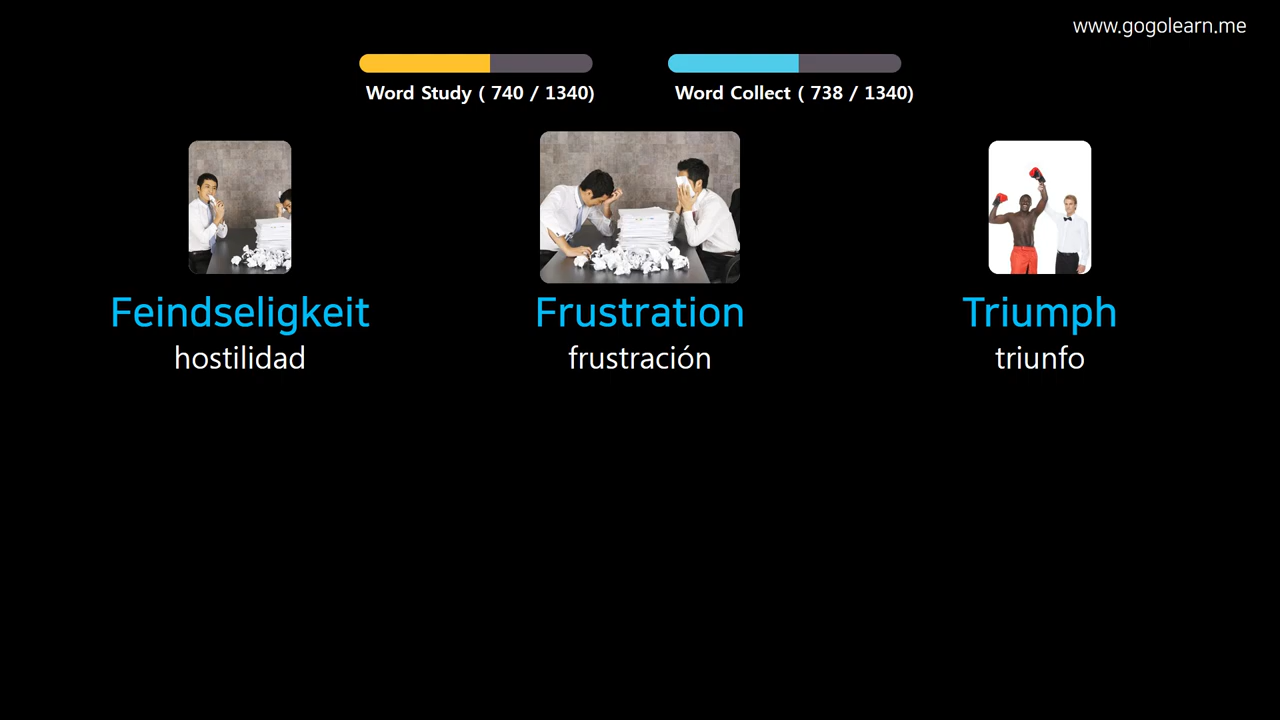 www.gogolearn.me
Word Study ( 740 / 1340)
Word Collect ( 738 / 1340)
Feindseligkeit
hostilidad
Frustration
frustración
Triumph
triunfo